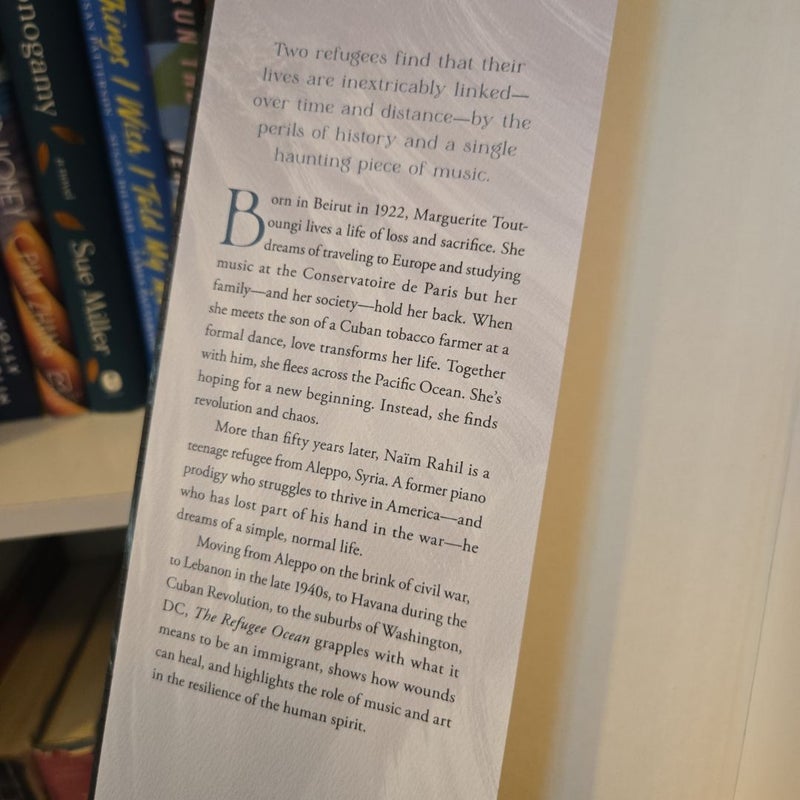 Two refugees find that their
lives are inextricably linked—
over time and distance—by the
perils of history and a single
haunting piece of music.
Born in Beirut in 1922, Marguerite Tout-
oungi lives a life of loss and sacrifice. She
dreams of traveling to Europe and studying
music at the Conservatoire de Paris but her
family—and her society—hold her back. When
she meets the son of a Cuban tobacco farmer at a
formal dance, love transforms her life. Together
with him, she flees across the Pacific Ocean. She's
hoping for a new beginning. Instead, she finds
revolution and chaos.
More than fifty years later, Naïm Rahil is a
teenage refugee from Aleppo, Syria. A former piano
prodigy who struggles to thrive in America—and
who has lost part of his hand in the war—he
dreams of a simple, normal life.
Moving from Aleppo on the brink of civil war,
to Lebanon in the late 1940s, to Havana during the
Cuban Revolution, to the suburbs of Washington,
DC, The Refugee Ocean grapples with what it
means to be an immigrant, shows how wounds
can heal, and highlights the role of music and art
in the resilience of the human spirit.
nogamy
a novel
Sue Miller
Things I Wish I Told My
SUSAN PATTERSON
RUN THE
HONEY
HOLLY